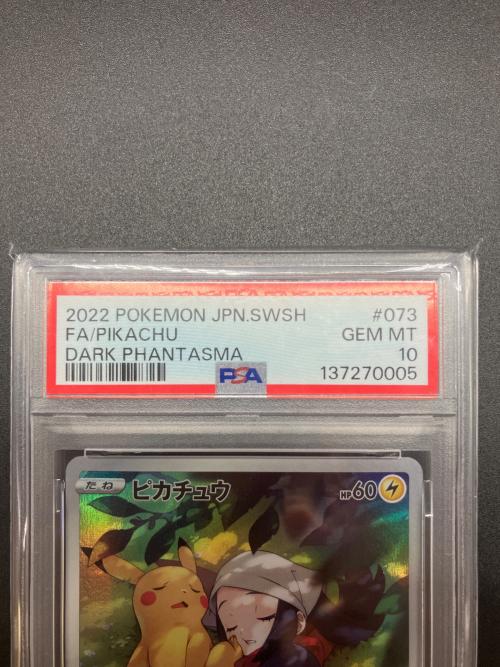 2022 POKEMON JPN.SWSH #073
FA/PIKACHU GEM MT
DARK PHANTASMA 10
PSA 137270005
たね ピカチュウ HP60